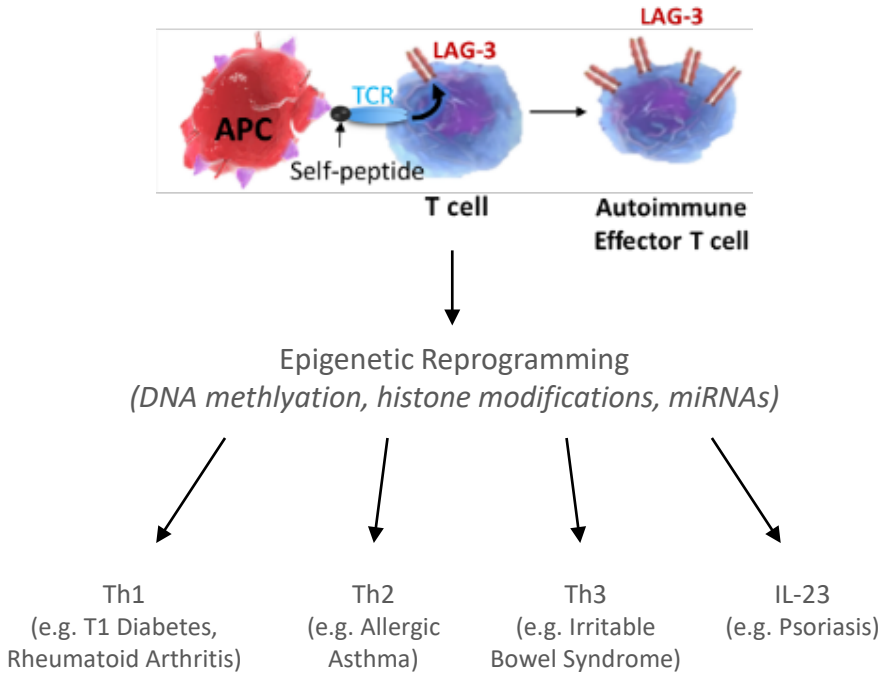 LAG-3
LAG-3
TCR
APC
Self-peptide
T cell
Autoimmune
Effector T cell
Epigenetic Reprogramming
(DNA methlyation, histone modifications, miRNAs)
Th1
(e.g. T1 Diabetes,
Rheumatoid Arthritis)
Th2
(e.g. Allergic
Asthma)
Th3
(e.g. Irritable
Bowel Syndrome)
IL-23
(e.g. Psoriasis)